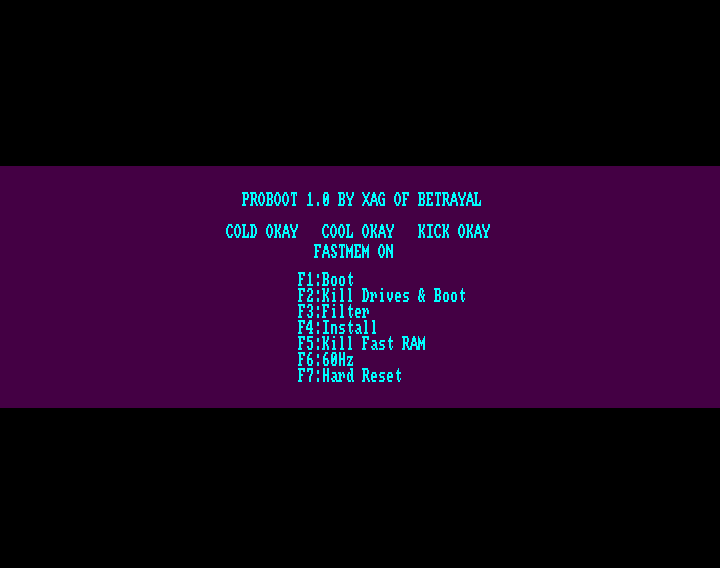 PROBOOT 1.0 BY XAG OF BETRAYAL
COLD OKAY COOL OKAY KICK OKAY
FASTMEM ON
F1:Boot
F2:Kill Drives & Boot
F3:Filter
F4:Install
F5:Kill Fast RAM
F6:60Hz
F7:Hard Reset